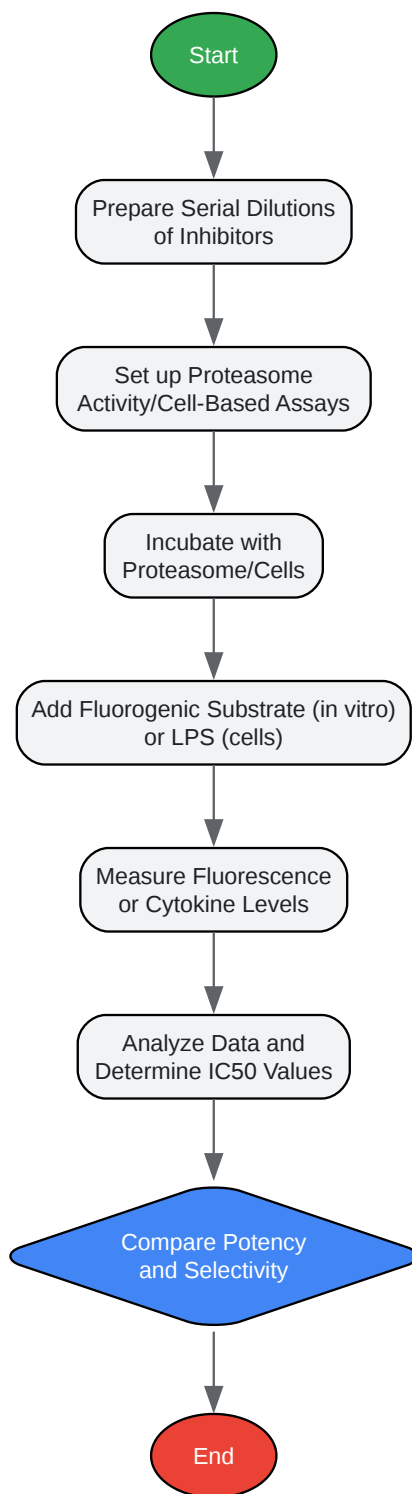 Start
Prepare Serial Dilutions
of Inhibitors
Set up Proteasome
Activity/Cell-Based Assays
Incubate with
Proteasome/Cells
Add Fluorogenic Substrate (in vitro)
or LPS (cells)
Measure Fluorescence
or Cytokine Levels
Analyze Data and
Determine IC50 Values
Compare Potency
and Selectivity
End